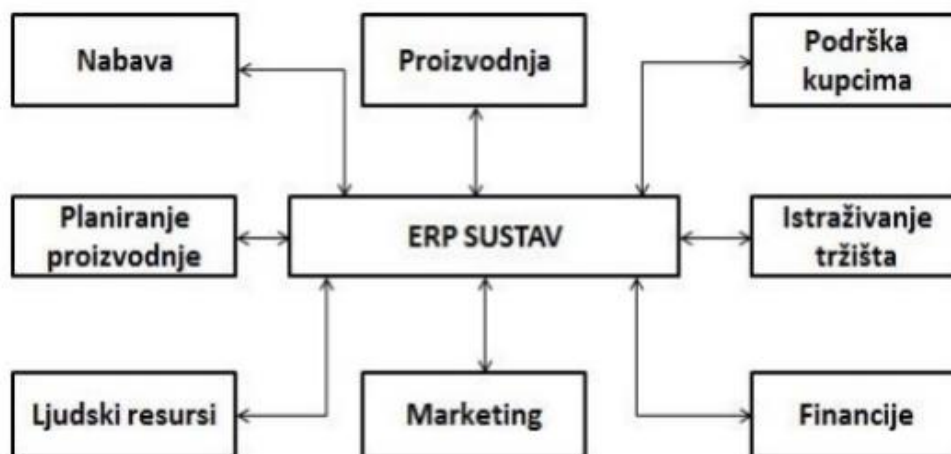 Nabava
Proizvodnja
Podrška
kupcima
Planiranje
proizvodnje
ERP SUSTAV
Istraživanje
tržišta
Ljudski resursi
Marketing
Financije